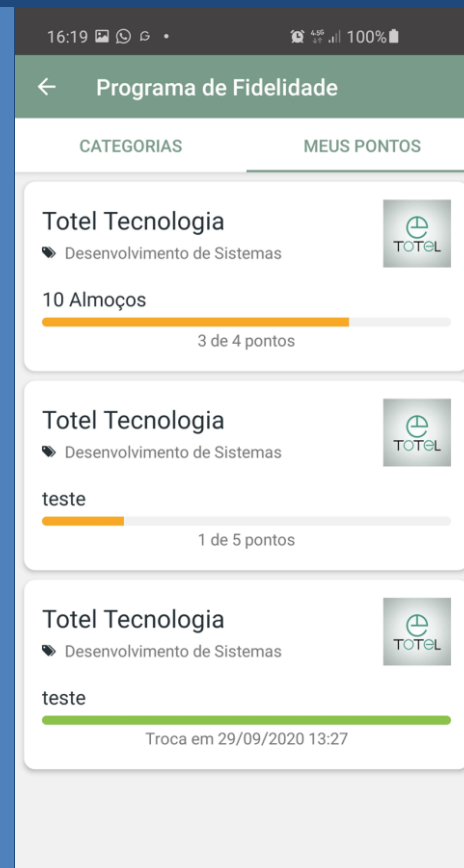 16:19 G • 4,5G 100%
Programa de Fidelidade
CATEGORIAS MEUS PONTOS
Totel Tecnologia
Desenvolvimento de Sistemas
TOTeL
10 Almoços
3 de 4 pontos
Totel Tecnologia
Desenvolvimento de Sistemas
TOTeL
teste
1 de 5 pontos
Totel Tecnologia
Desenvolvimento de Sistemas
TOTeL
teste
Troca em 29/09/2020 13:27